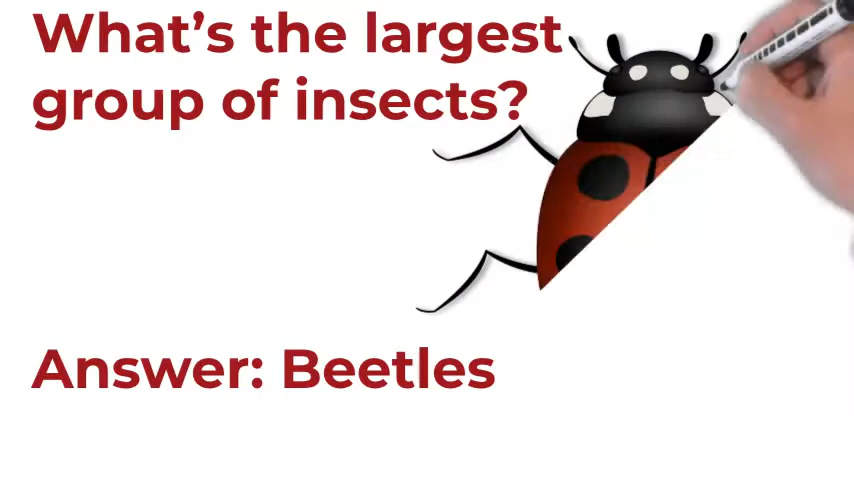 What’s the largest
group of insects?
Answer: Beetles